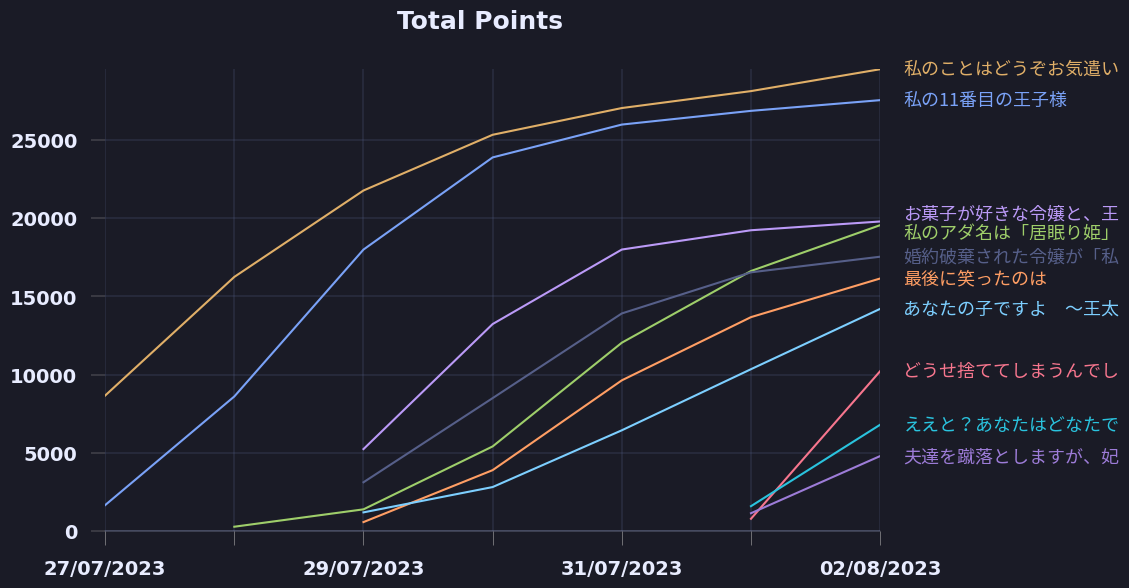 Total Points
私のことはどうぞお気遣い
私の11番目の王子様
25000
20000
お菓子が好きな令嬢と、王
私のアダ名は「居眠り姫」
婚約破棄された令嬢が「私
最後に笑ったのは
15000
あなたの子ですよ　～王太
10000
どうせ捨ててしまうんでし
ええと？あなたはどなたで
5000
夫達を蹴落としますが、妃
0
27/07/2023
29/07/2023
31/07/2023
02/08/2023